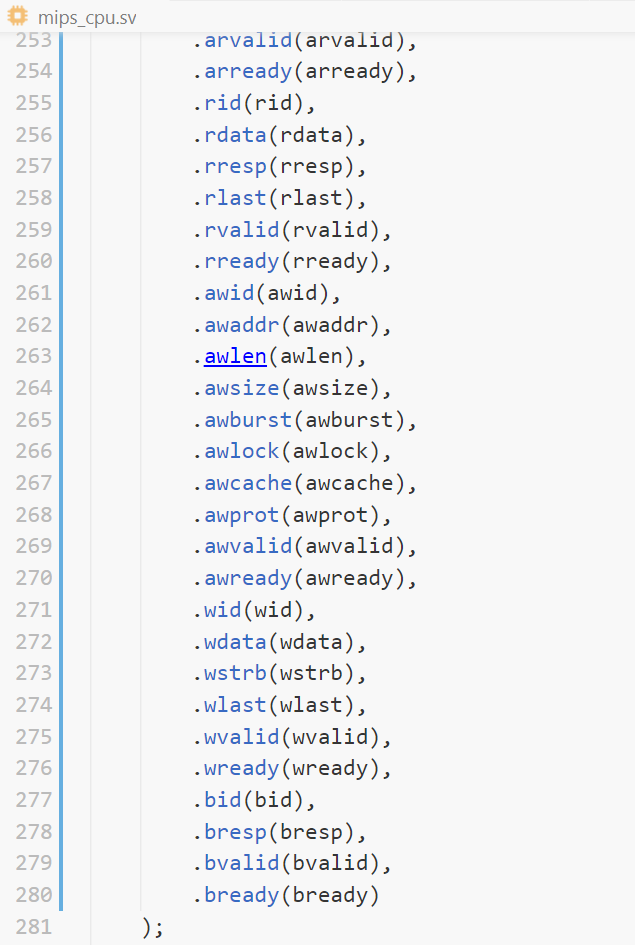 mips_cpu.sv
253 .arvalid(arvalid),
254 .arready(arready),
255 .rid(rid),
256 .rdata(rdata),
257 .rresp(rresp),
258 .rlast(rlast),
259 .rvalid(rvalid),
260 .rready(rready),
261 .awid(awid),
262 .awaddr(awaddr),
263 .awlen(awlen),
264 .awsize(awsize),
265 .awburst(awburst),
266 .awlock(awlock),
267 .awcache(awcache),
268 .awprot(awprot),
269 .awvalid(awvalid),
270 .awready(awready),
271 .wid(wid),
272 .wdata(wdata),
273 .wstrb(wstrb),
274 .wlast(wlast),
275 .wvalid(wvalid),
276 .wready(wready),
277 .bid(bid),
278 .bresp(bresp),
279 .bvalid(bvalid),
280 .bready(bready)
281 );